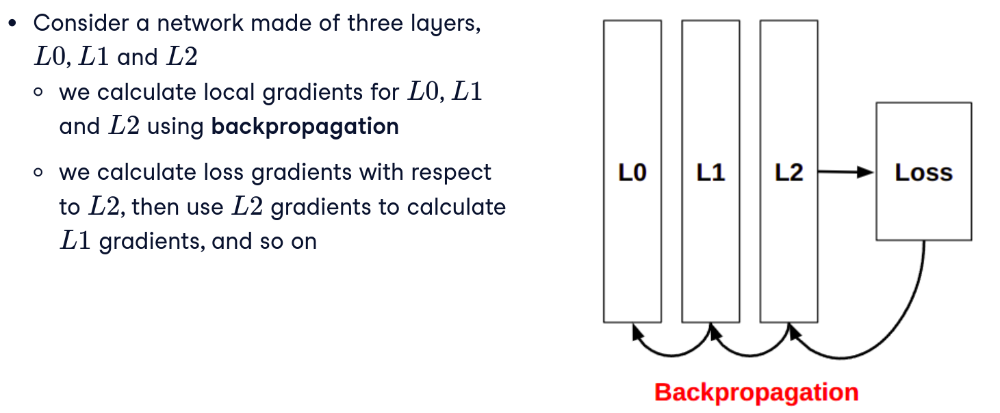 • Consider a network made of three layers,
L0, L1 and L2
○ we calculate local gradients for L0, L1
and L2 using backpropagation
○ we calculate loss gradients with respect
to L2, then use L2 gradients to calculate
L1 gradients, and so on
L0 L1 L2 Loss
Backpropagation